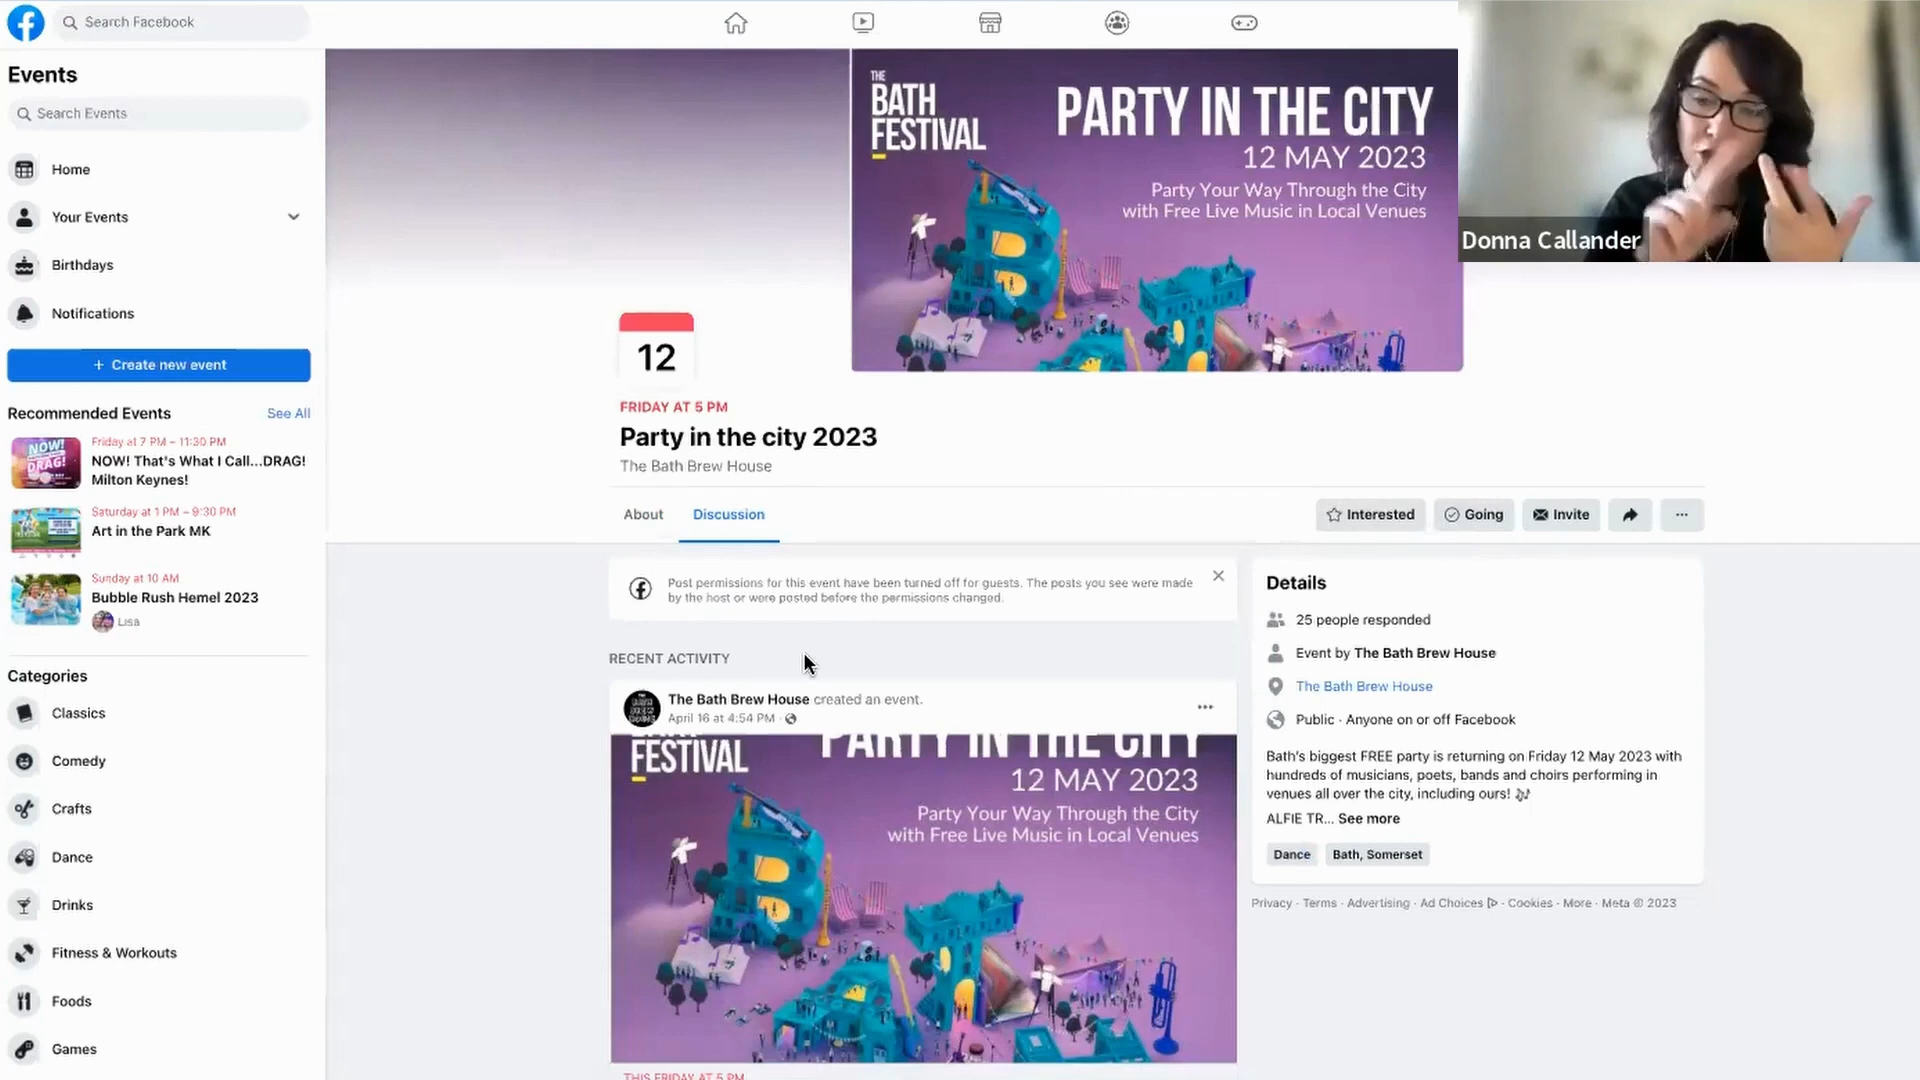 Search Facebook
Events
Search Events
Home
Your Events
Birthdays
Notifications
+ Create new event
Recommended Events See All
Friday at 7 PM – 11:30 PM
NOW! That's What I Call...DRAG!
Milton Keynes!
Saturday at 1 PM – 9:30 PM
Art in the Park MK
Sunday at 10 AM
Bubble Rush Hemel 2023
Lisa
Categories
Classics
Comedy
Crafts
Dance
Drinks
Fitness & Workouts
Foods
Games
THE
BATH
FESTIVAL
PARTY IN THE CITY
12 MAY 2023
Party Your Way Through the City
with Free Live Music in Local Venues
Donna Callander
12
FRIDAY AT 5 PM
Party in the city 2023
The Bath Brew House
About Discussion
Interested Going Invite
Post permissions for this event have been turned off for guests. The posts you see were made
by the host or were posted before the permissions changed.
RECENT ACTIVITY
The Bath Brew House created an event.
April 16 at 4:54 PM ·
FESTIVAL
PARTY IN THE CITY
12 MAY 2023
Party Your Way Through the City
with Free Live Music in Local Venues
THIS FRIDAY AT 5 PM
Details
25 people responded
Event by The Bath Brew House
The Bath Brew House
Public · Anyone on or off Facebook
Bath's biggest FREE party is returning on Friday 12 May 2023 with
hundreds of musicians, poets, bands and choirs performing in
venues all over the city, including ours! 🎶
ALFIE TR... See more
Dance Bath, Somerset
Privacy · Terms · Advertising · Ad Choices · Cookies · More · Meta © 2023